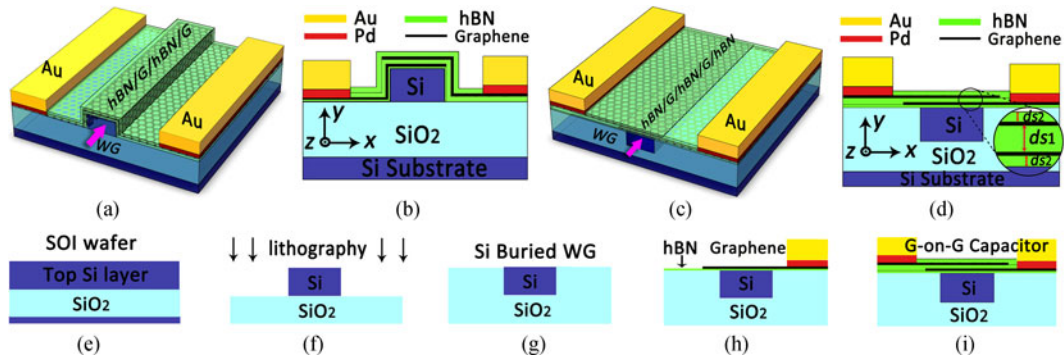 Au
Au
hBN/G/hBN/G
WG
(a)
Au
Pd
hBN
Graphene
Si
SiO2
y
z
x
Si Substrate
(b)
Au
Au
hBN/G/hBN/G/hBN
WG
(c)
Au
Pd
hBN
Graphene
Si
SiO2
y
z
x
ds2
ds1
ds2
Si Substrate
(d)
SOI wafer
Top Si layer
SiO2
(e)
lithography
Si
SiO2
(f)
Si Buried WG
Si
SiO2
(g)
hBN
Graphene
Si
SiO2
(h)
G-on-G Capacitor
Si
SiO2
(i)